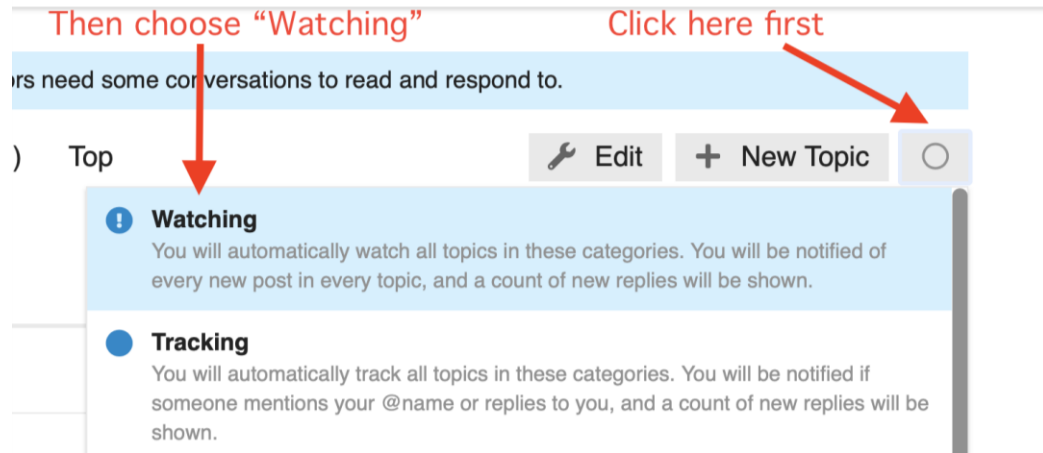 Then choose “Watching”
Click here first
ors need some conversations to read and respond to.
) Top
Edit
+ New Topic
Watching
You will automatically watch all topics in these categories. You will be notified of
every new post in every topic, and a count of new replies will be shown.
Tracking
You will automatically track all topics in these categories. You will be notified if
someone mentions your @name or replies to you, and a count of new replies will be
shown.